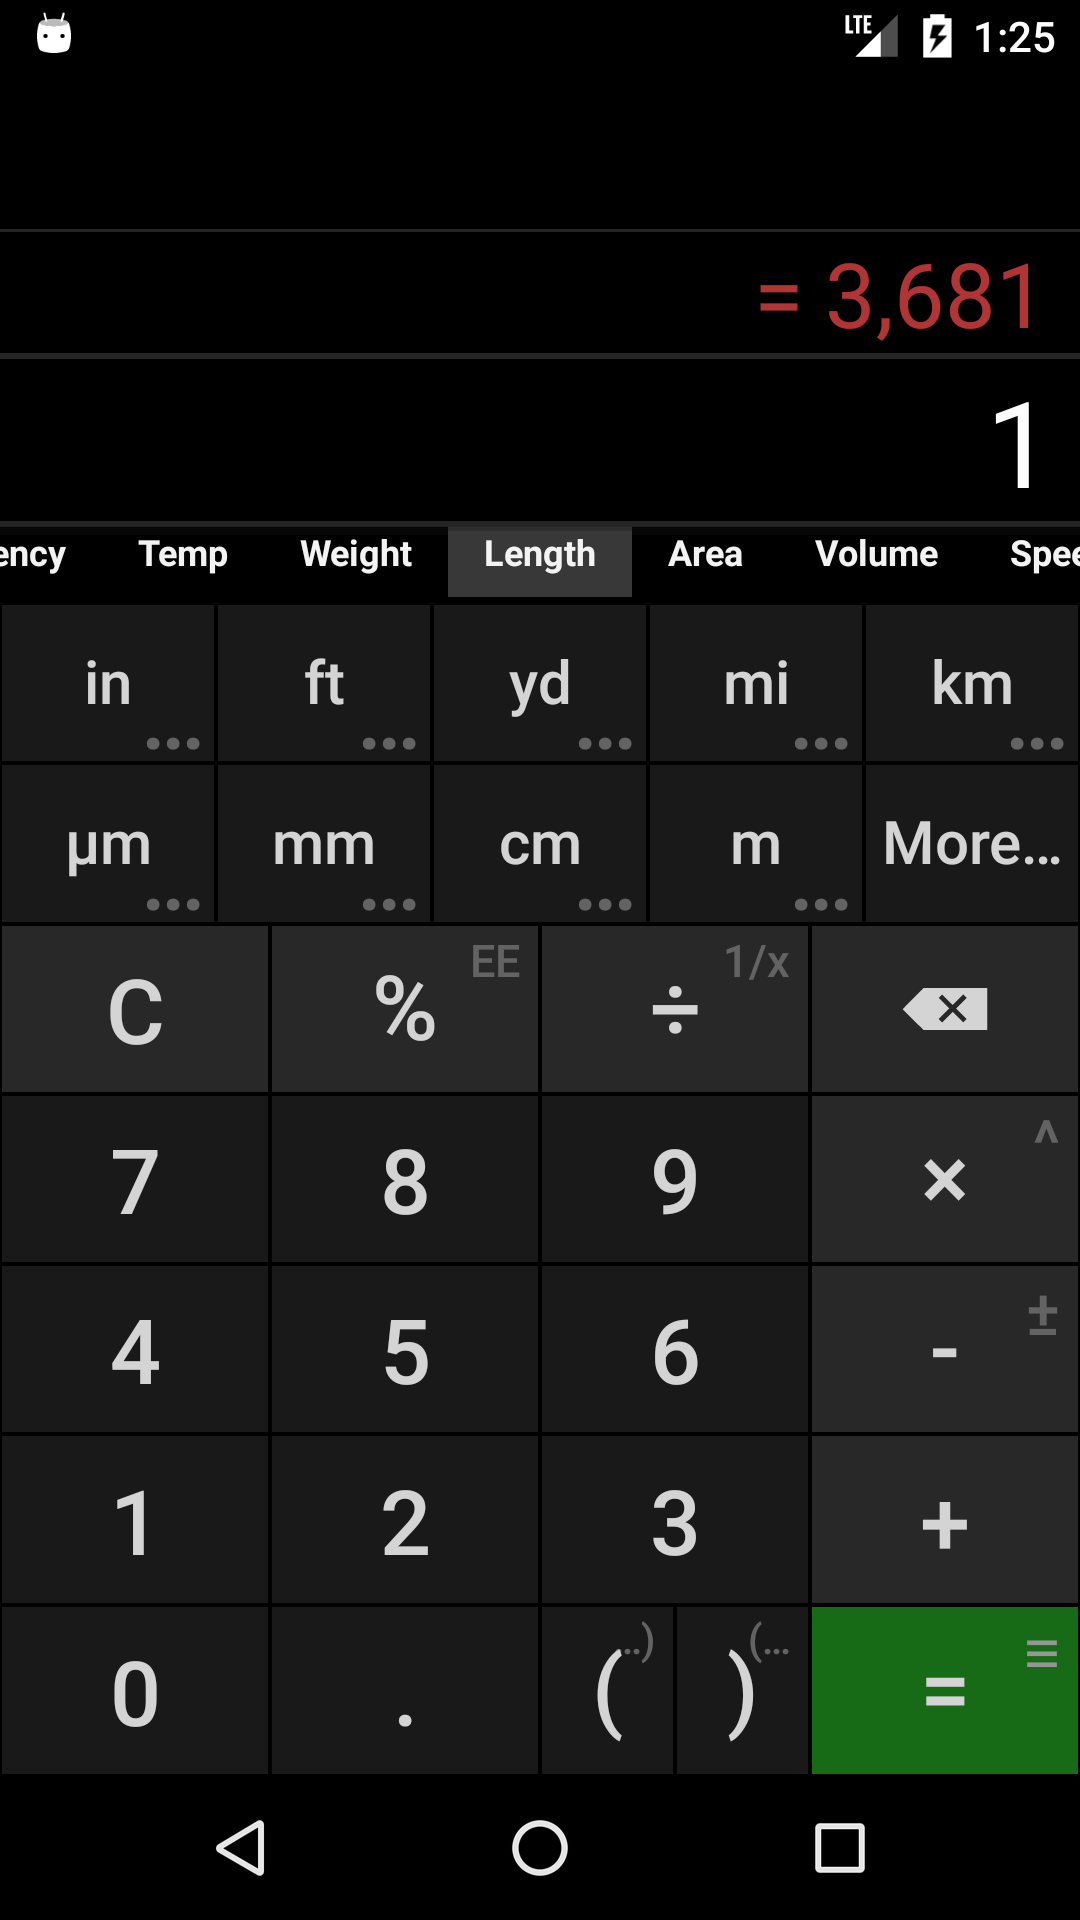 LTE 1:25
= 3,681
1
ency Temp Weight Length Area Volume Spee
in ft yd mi km
µm mm cm m More...
C % EE ÷ 1/x
7 8 9 × ^
4 5 6 - ±
1 2 3 +
0 . ( ..) ) (... =